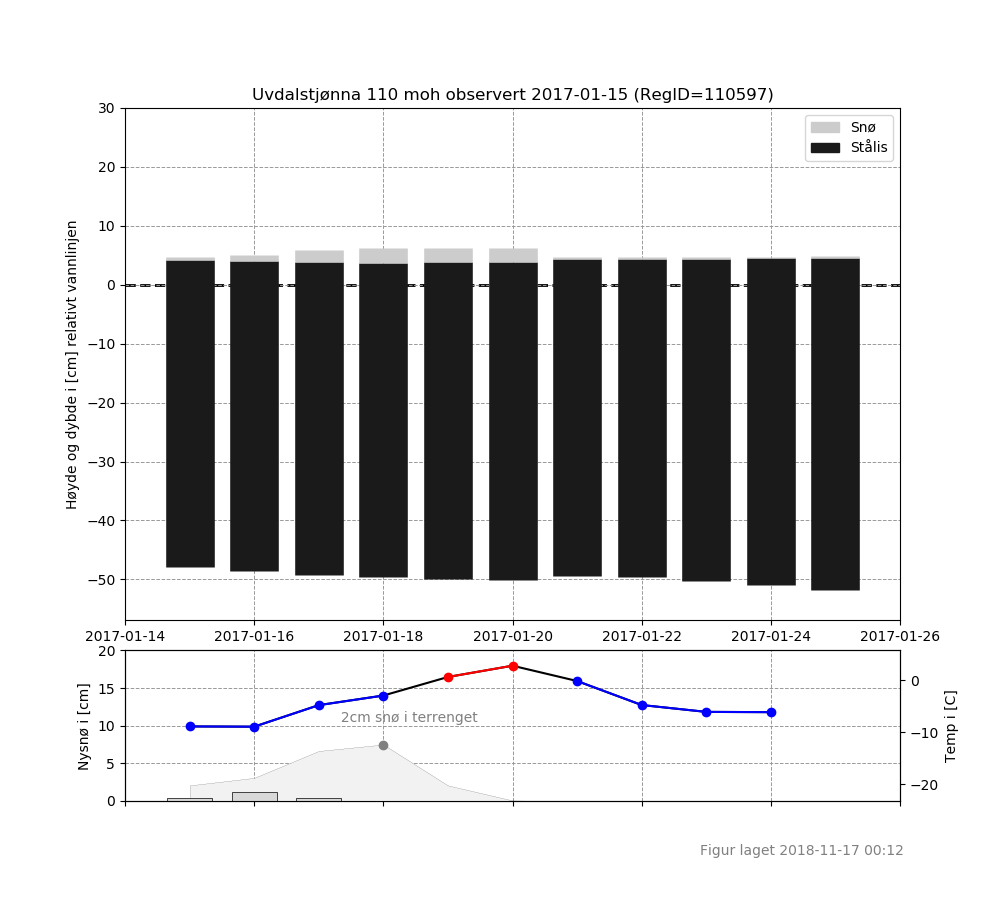 Uvdalstjønna 110 moh observert 2017-01-15 (RegID=110597)
Snø
Stålis
30
20
10
0
−10
−20
−30
−40
−50
Høyde og dybde i [cm] relativt vannlinjen
2017-01-14 2017-01-16 2017-01-18 2017-01-20 2017-01-22 2017-01-24 2017-01-26
20
15
10
5
0
Nysnø i [cm]
2cm snø i terrenget
0
−10
−20
Temp i [C]
Figur laget 2018-11-17 00:12